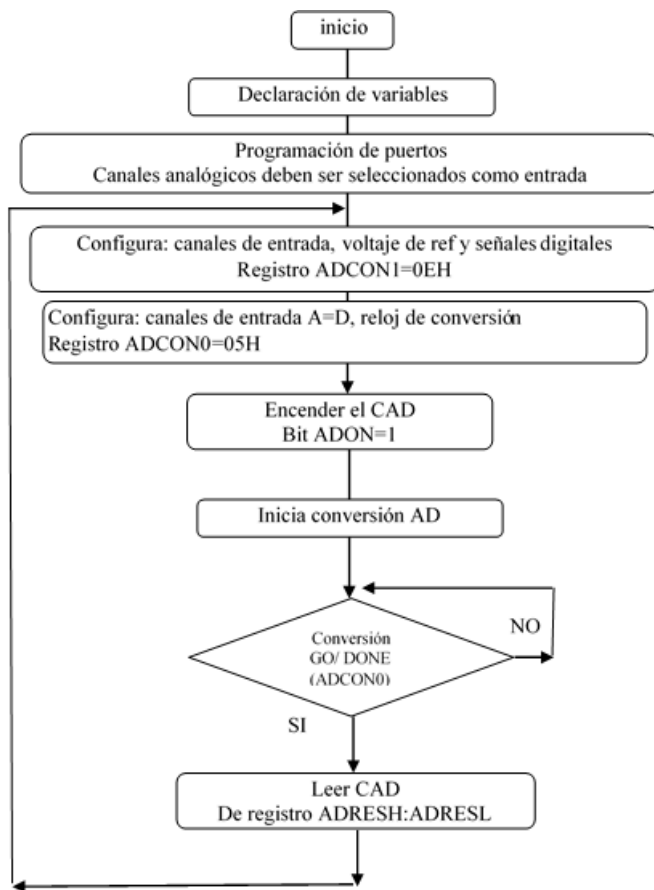 inicio
Declaración de variables
Programación de puertos
Canales analógicos deben ser seleccionados como entrada
Configura: canales de entrada, voltaje de ref y señales digitales
Registro ADCON1=0EH
Configura: canales de entrada A=D, reloj de conversión
Registro ADCON0=05H
Encender el CAD
Bit ADON=1
Inicia conversión AD
Conversión
GO/ DONE
(ADCON0)
NO
SI
Leer CAD
De registro ADRESH:ADRESL